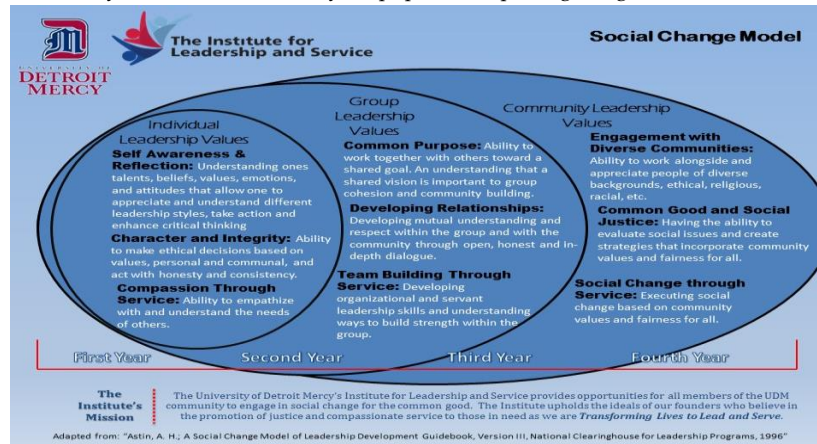 The Institute for
Leadership and Service
Social Change Model
UNIVERSITY OF
DETROIT
MERCY
Individual
Leadership Values
Self Awareness &
Reflection: Understanding ones
talents, beliefs, values, emotions,
and attitudes that allow one to
appreciate and understand different
leadership styles, take action and
enhance critical thinking
Character and Integrity: Ability
to make ethical decisions based on
values, personal and communal, and
act with honesty and consistency.
Compassion Through
Service: Ability to empathize
with and understand the needs
of others.
Group
Leadership
Values
Common Purpose: Ability to
work together with others toward a
shared goal. An understanding that a
shared vision is important to group
cohesion and community building.
Developing Relationships:
Developing mutual understanding and
respect within the group and with the
community through open, honest and in-
depth dialogue.
Team Building Through
Service: Developing
organizational and servant
leadership skills and understanding
ways to build strength within the
group.
Community Leadership
Values
Engagement with
Diverse Communities:
Ability to work alongside and
appreciate people of diverse
backgrounds, ethical, religious,
racial, etc.
Common Good and Social
Justice: Having the ability to
evaluate social issues and create
strategies that incorporate community
values and fairness for all.
Social Change through
Service: Executing social
change based on community
values and fairness for all.
First Year
Second Year
Third Year
Fourth Year
The
Institute's
Mission
The University of Detroit Mercy's Institute for Leadership and Service provides opportunities for all members of the UDM
community to engage in social change for the common good. The Institute upholds the ideals of our founders who believe in
the promotion of justice and compassionate service to those in need as we are Transforming Lives to Lead and Serve.
Adapted from: "Astin, A. H.; A Social Change Model of Leadership Development Guidebook, Version III, National Clearinghouse for Leadership Programs, 1996"